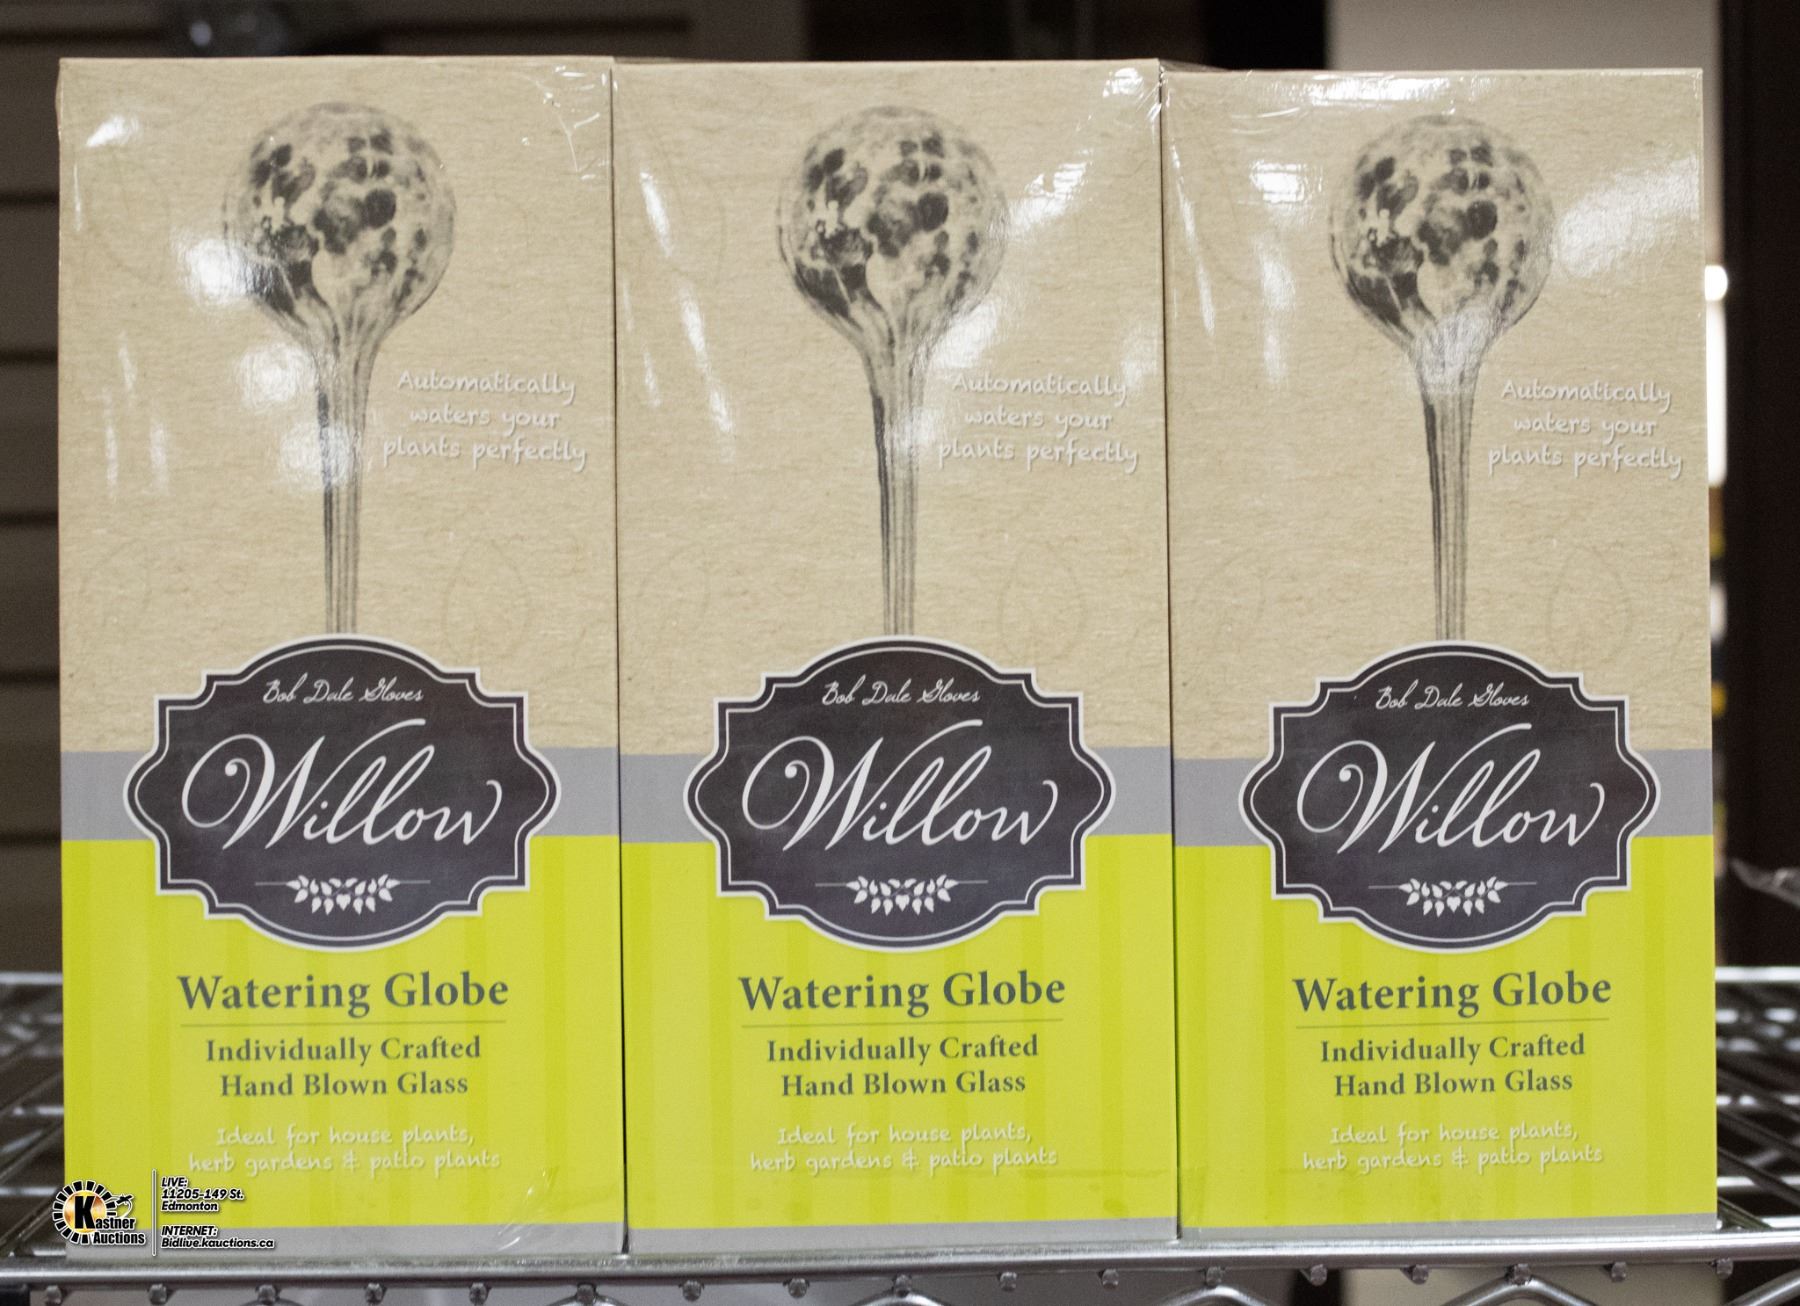 Automatically
waters your
plants perfectly
Bob Dale Gloves
Willow
Watering Globe
Individually Crafted
Hand Blown Glass
Ideal for house plants,
herb gardens & patio plants
Automatically
waters your
plants perfectly
Bob Dale Gloves
Willow
Watering Globe
Individually Crafted
Hand Blown Glass
Ideal for house plants,
herb gardens & patio plants
Automatically
waters your
plants perfectly
Bob Dale Gloves
Willow
Watering Globe
Individually Crafted
Hand Blown Glass
Ideal for house plants,
herb gardens & patio plants
Kastner
Auctions
LIVE:
11205-149 St.
Edmonton
INTERNET:
Bidlive.kauctions.ca